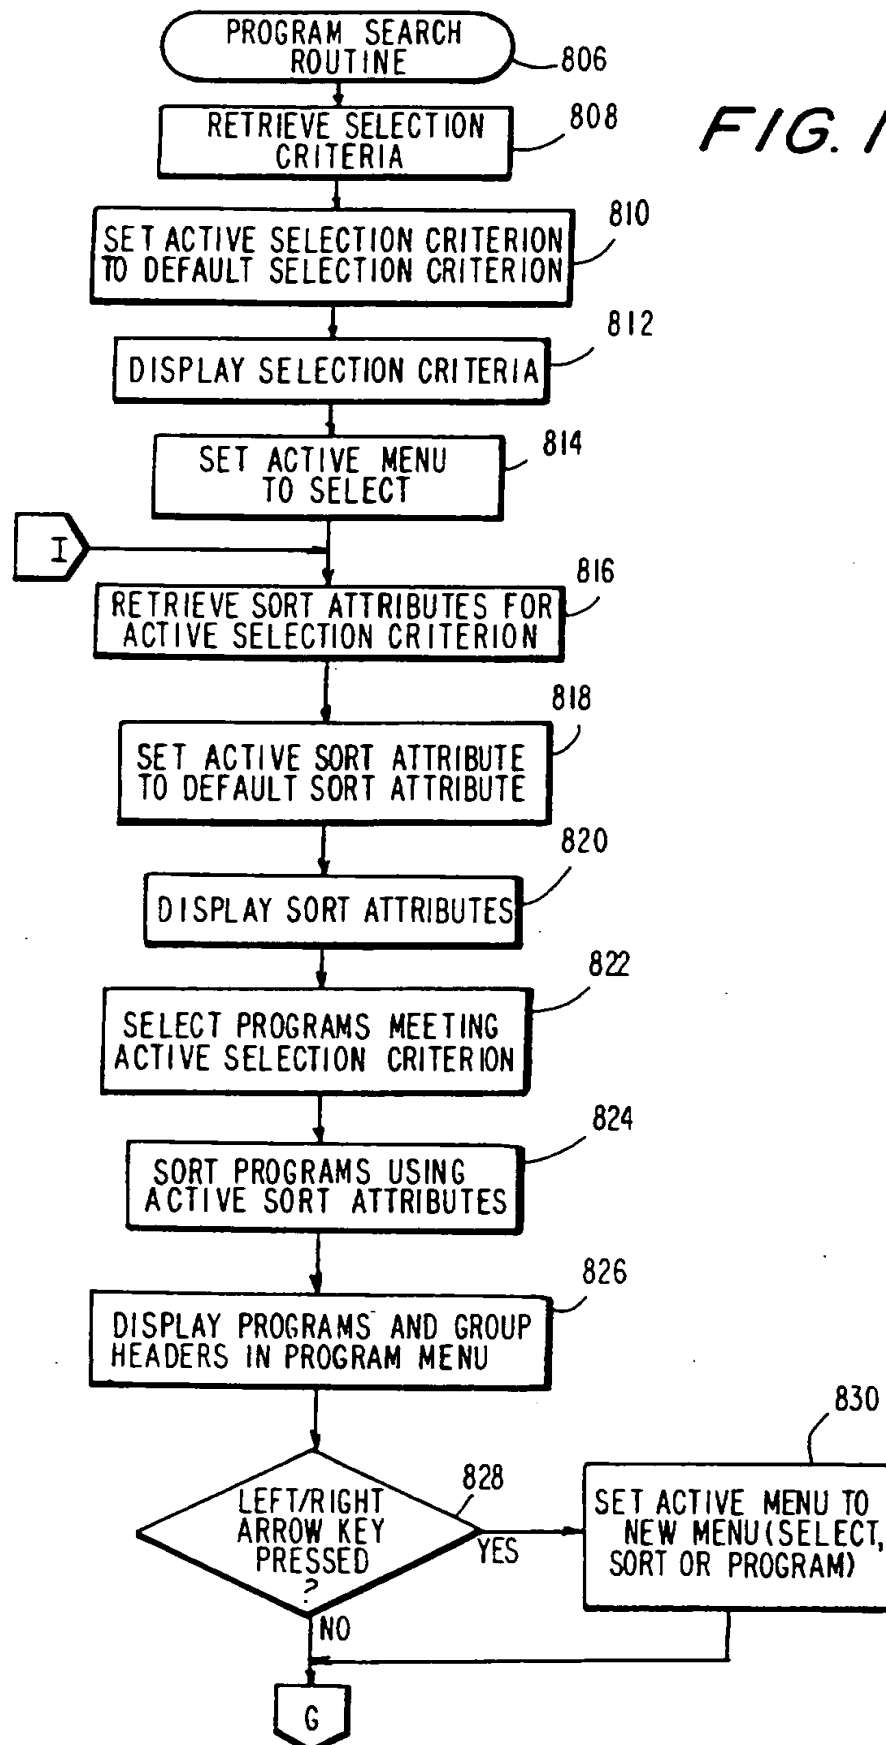 PROGRAM SEARCH
ROUTINE
806
FIG. 1
RETRIEVE SELECTION
CRITERIA
808
SET ACTIVE SELECTION CRITERION
TO DEFAULT SELECTION CRITERION
810
DISPLAY SELECTION CRITERIA
812
SET ACTIVE MENU
TO SELECT
814
I
RETRIEVE SORT ATTRIBUTES FOR
ACTIVE SELECTION CRITERION
816
SET ACTIVE SORT ATTRIBUTE
TO DEFAULT SORT ATTRIBUTE
818
DISPLAY SORT ATTRIBUTES
820
SELECT PROGRAMS MEETING
ACTIVE SELECTION CRITERION
822
SORT PROGRAMS USING
ACTIVE SORT ATTRIBUTES
824
DISPLAY PROGRAMS AND GROUP
HEADERS IN PROGRAM MENU
826
LEFT/RIGHT
ARROW KEY
PRESSED
?
828
YES
SET ACTIVE MENU TO
NEW MENU (SELECT,
SORT OR PROGRAM)
830
NO
G